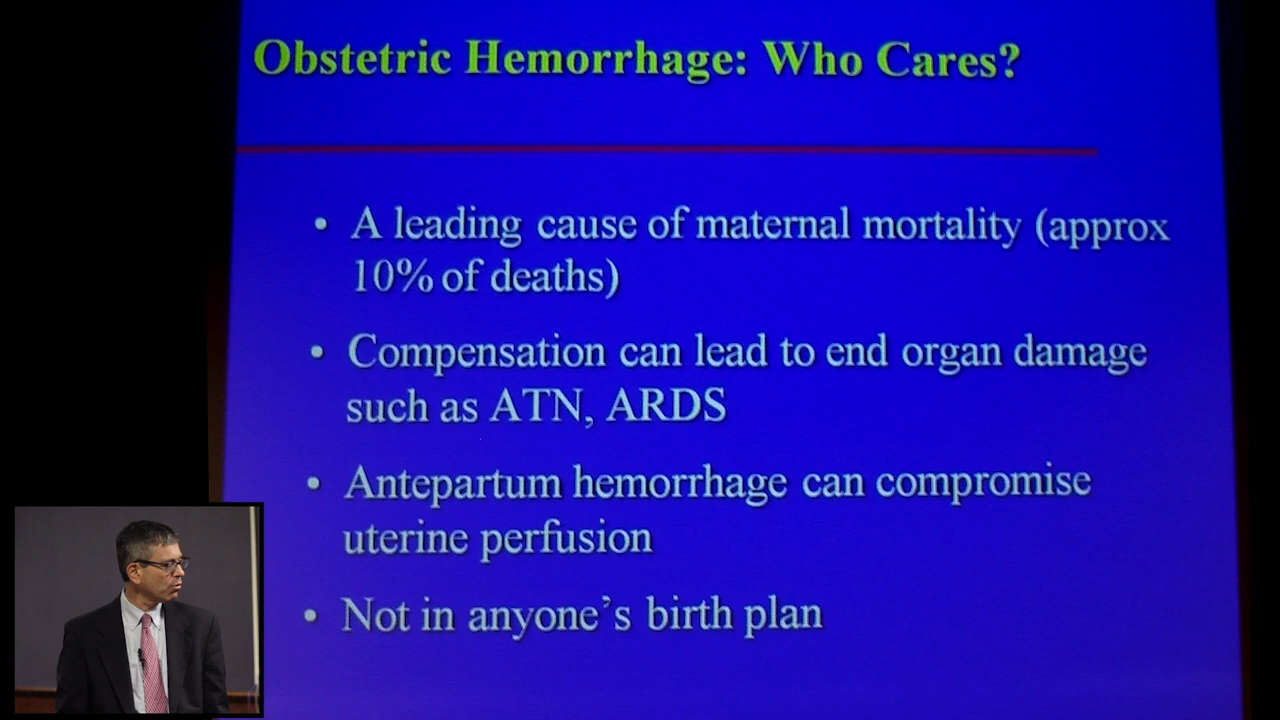 Obstetric Hemorrhage: Who Cares?
• A leading cause of maternal mortality (approx
10% of deaths)
• Compensation can lead to end organ damage
such as ATN, ARDS
• Antepartum hemorrhage can compromise
uterine perfusion
• Not in anyone's birth plan